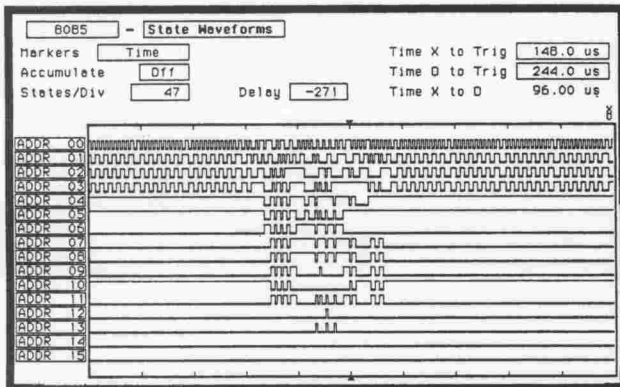 8085 - State Waveforms
Markers Time Time X to Trig 148.0 us
Accumulate Off Time O to Trig 244.0 us
States/Div 47 Delay -271 Time X to O 96.00 us
ADDR 00
ADDR 01
ADDR 02
ADDR 03
ADDR 04
ADDR 05
ADDR 06
ADDR 07
ADDR 08
ADDR 09
ADDR 10
ADDR 11
ADDR 12
ADDR 13
ADDR 14
ADDR 15